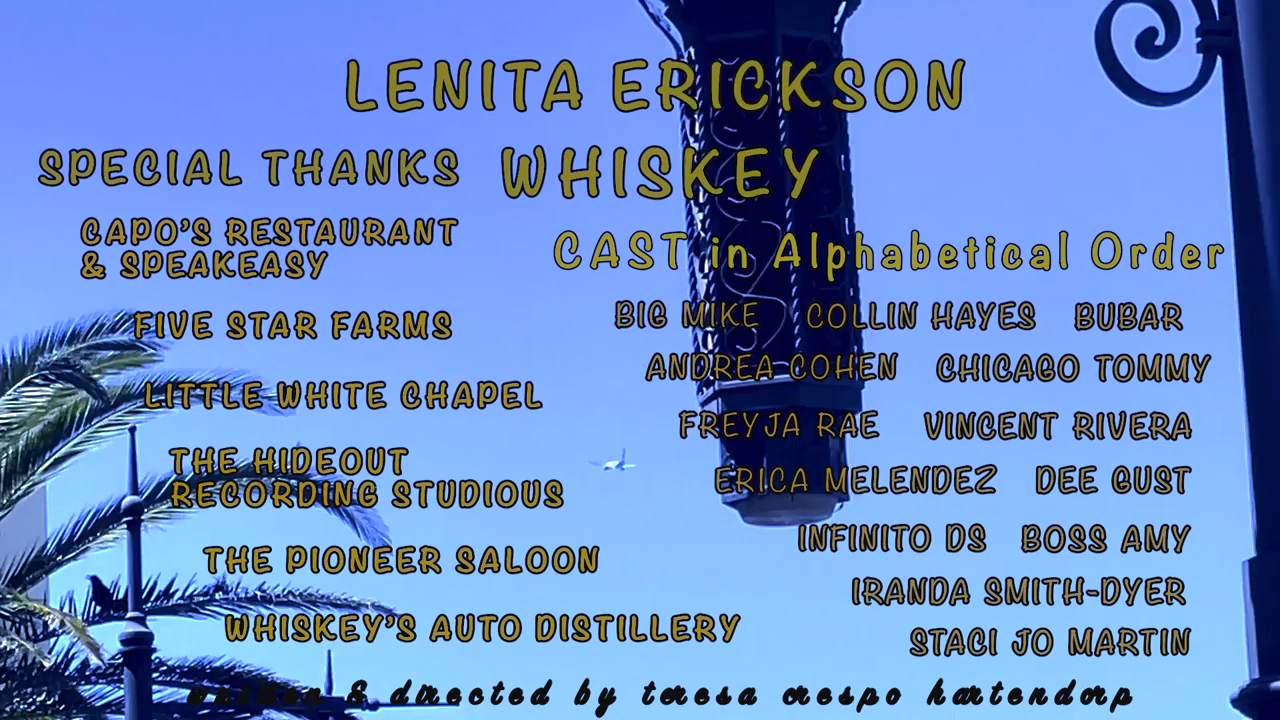 LENITA ERICKSON
WHISKEY
SPECIAL THANKS
CAPO'S RESTAURANT
& SPEAKEASY
FIVE STAR FARMS
LITTLE WHITE CHAPEL
THE HIDEOUT
RECORDING STUDIOUS
THE PIONEER SALOON
WHISKEY'S AUTO DISTILLERY
CAST in Alphabetical Order
BIG MIKE COLLIN HAYES BUBAR
ANDREA COHEN CHICAGO TOMMY
FREYJA RAE VINCENT RIVERA
ERICA MELENDEZ DEE GUST
INFINITO DS BOSS AMY
IRANDA SMITH-DYER
STACI JO MARTIN
written & directed by teresa crespo hartendorp